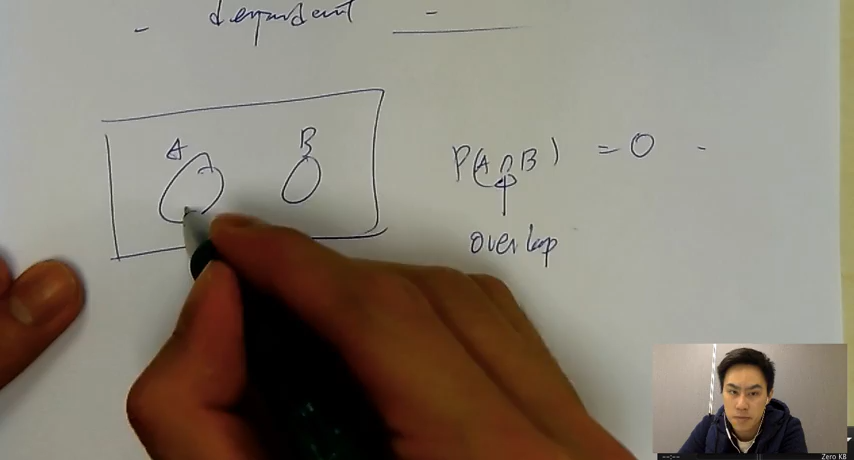 - dependent -
A B
P(A ∩ B) = 0 -
overlap
Zero KB